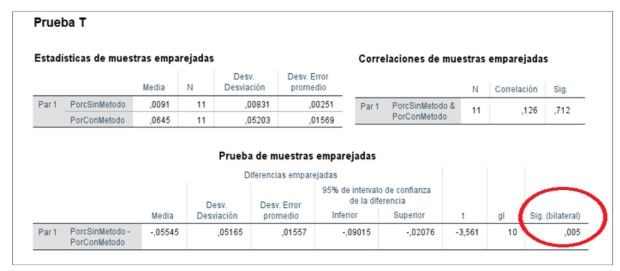 Prueba T
Estadísticas de muestras emparejadas
Media N Desv. Desviación Desv. Error promedio
Par 1 PorcSinMetodo ,0091 11 ,00831 ,00251
PorConMetodo ,0645 11 ,05203 ,01569
Correlaciones de muestras emparejadas
N Correlación Sig.
Par 1 PorcSinMetodo & PorConMetodo 11 ,126 ,712
Prueba de muestras emparejadas
Diferencias emparejadas
95% de intervalo de confianza de la diferencia
Media Desv. Desviación Desv. Error promedio Inferior Superior t gl Sig. (bilateral)
Par 1 PorcSinMetodo - PorConMetodo -,05545 ,05165 ,01557 -,09015 -,02076 -3,561 10 ,005